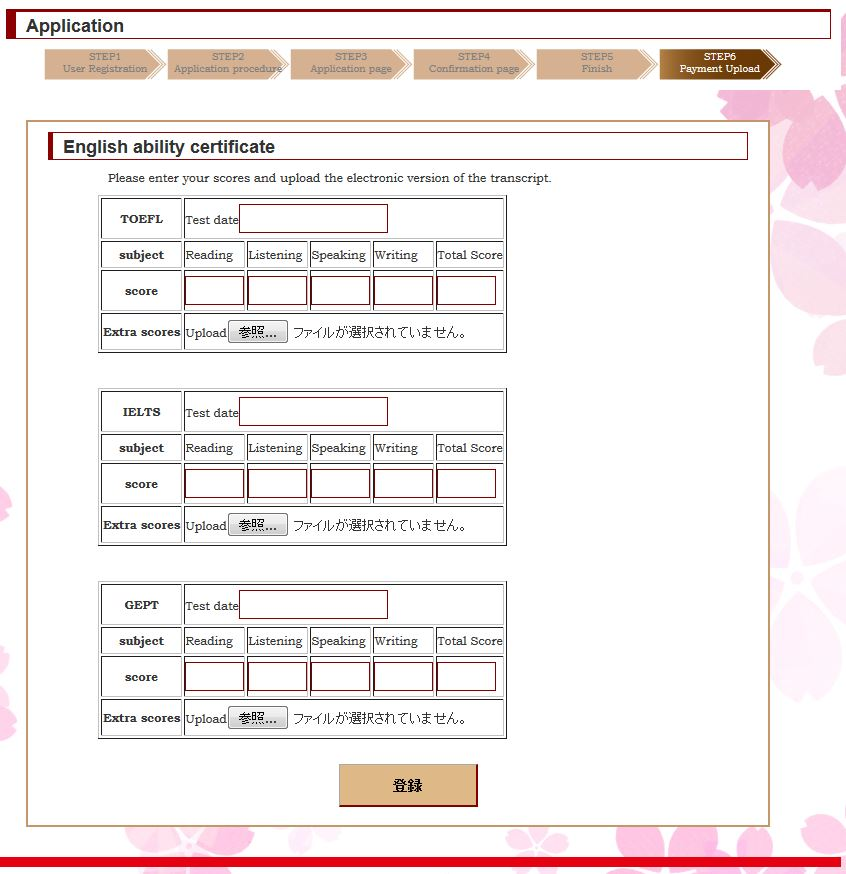 Application
STEP1 STEP2 STEP3 STEP4 STEP5 STEP6
User Registration Application procedure Application page Confirmation page Finish Payment Upload
English ability certificate
Please enter your scores and upload the electronic version of the transcript.
TOEFL Test date
subject Reading Listening Speaking Writing Total Score
score
Extra scores Upload 参照... ファイルが選択されていません。
IELTS Test date
subject Reading Listening Speaking Writing Total Score
score
Extra scores Upload 参照... ファイルが選択されていません。
GEPT Test date
subject Reading Listening Speaking Writing Total Score
score
Extra scores Upload 参照... ファイルが選択されていません。
登録